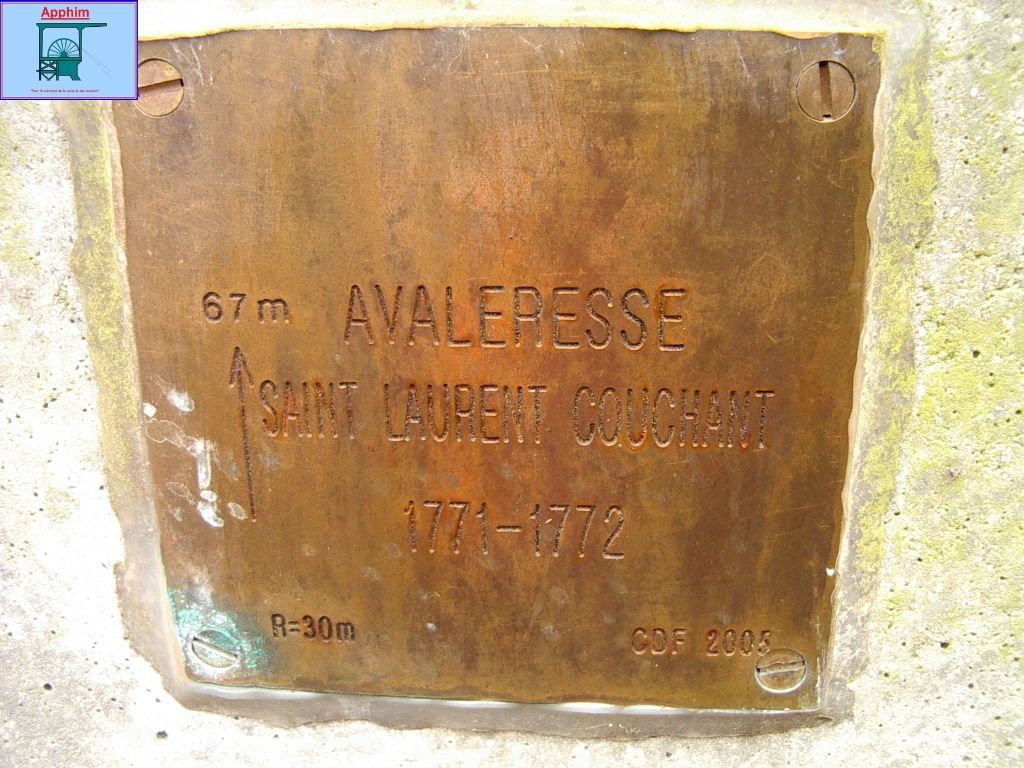 Apphim
67 m AVALERESSE
SAINT LAURENT COUCHANT
1771-1772
R=30m
CDF 2005